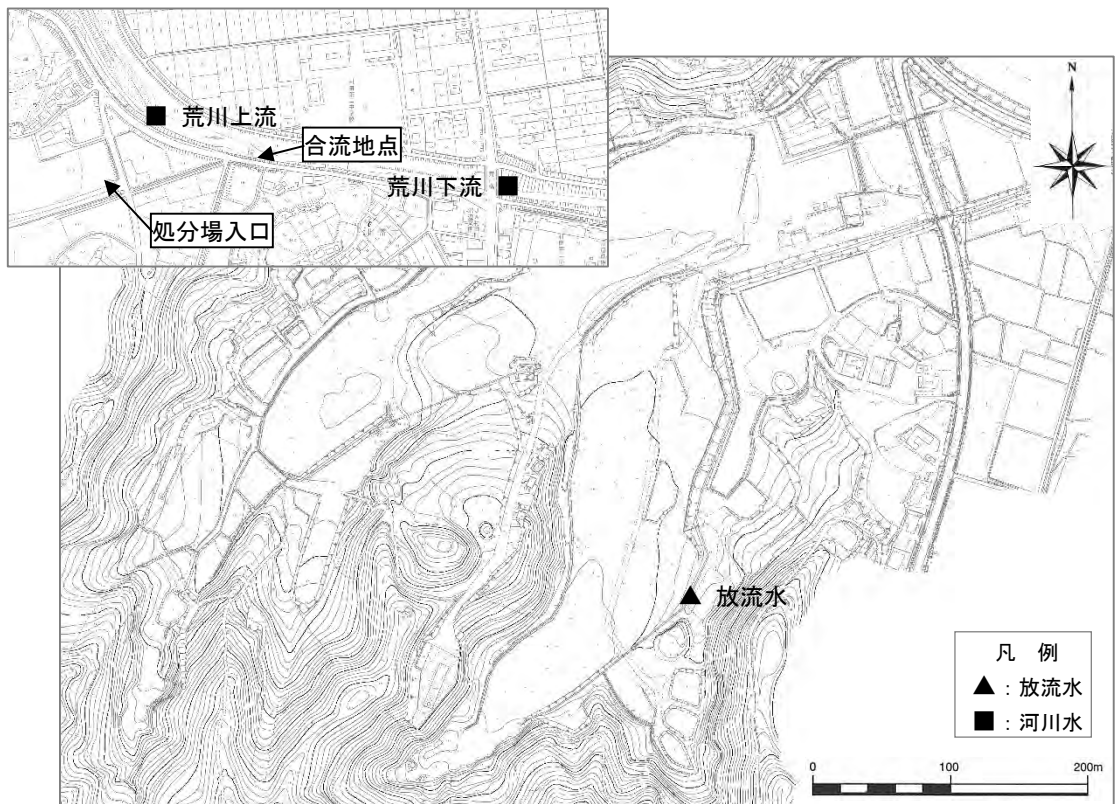 荒川上流
合流地点
荒川下流
処分場入口
N
放流水
凡 例
▲ : 放流水
■ : 河川水
0 100 200m